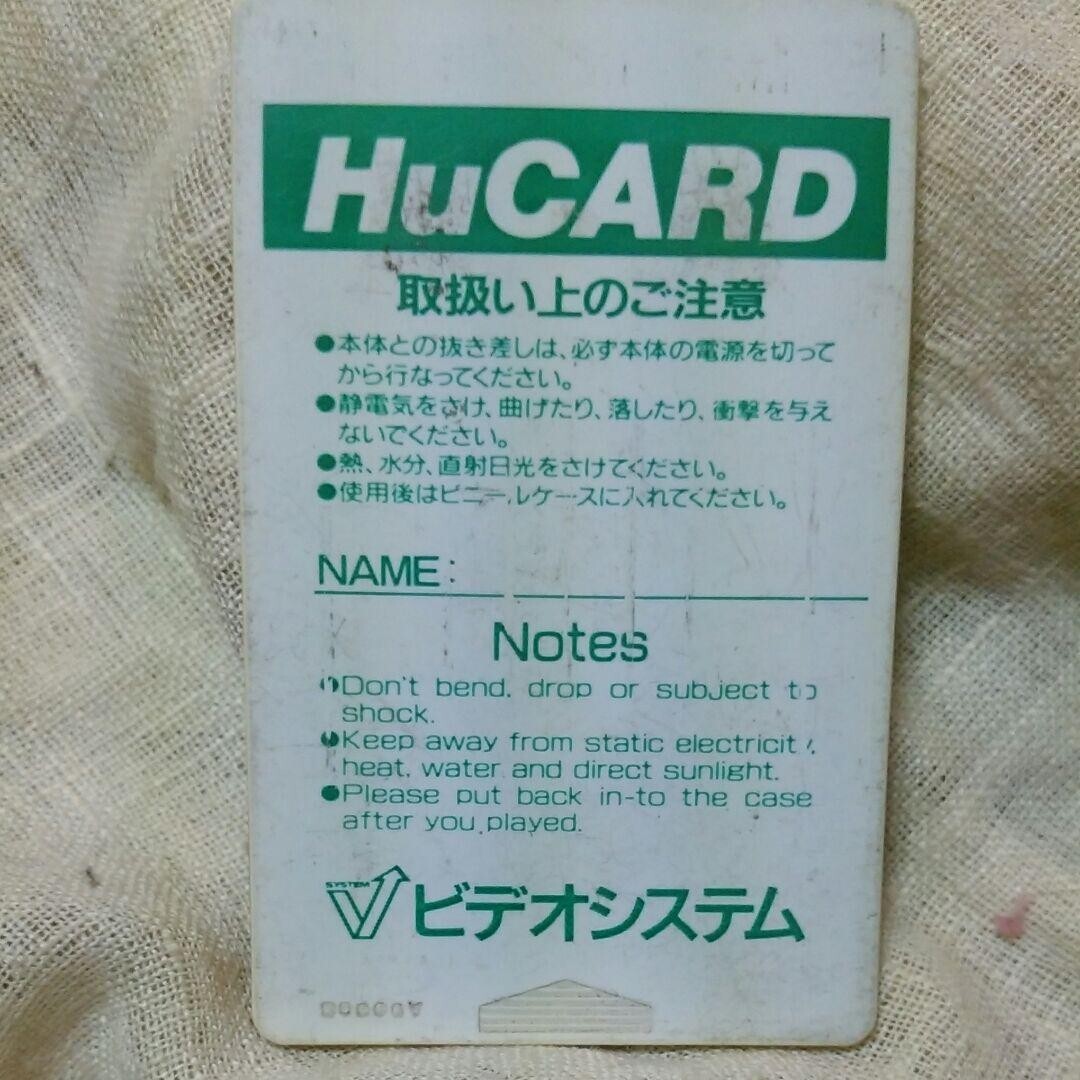 HuCARD
取扱い上のご注意
●本体との抜き差しは、必ず本体の電源を切って
から行なってください。
●静電気をさけ、曲げたり、落したり、衝撃を与え
ないでください。
●熱、水分、直射日光をさけてください。
●使用後はビニールケースに入れてください。
NAME:
Notes
●Don't bend, drop or subject to
shock.
●Keep away from static electricity,
heat, water and direct sunlight.
●Please put back in-to the case
after you played.
SYSTEM
V ビデオシステム